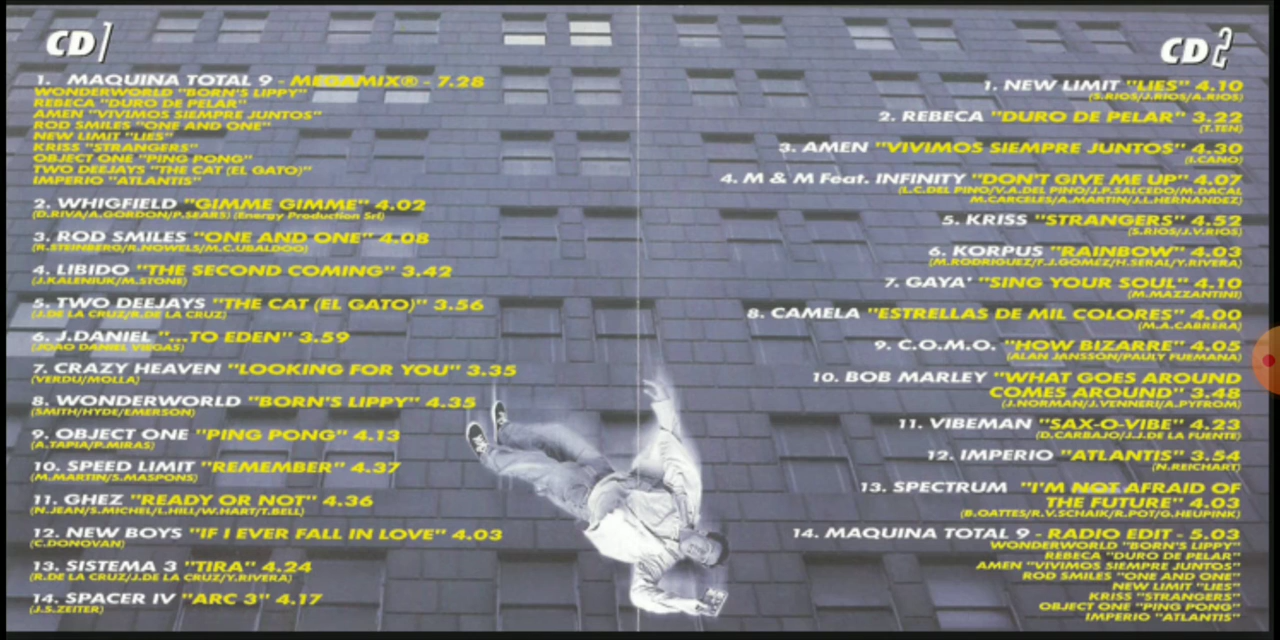 CD1
1. MAQUINA TOTAL 9 - MEGAMIX® - 7.28
WONDERWORLD "BORN'S LIPPY"
REBECA "DURO DE PELAR"
AMEN "VIVIMOS SIEMPRE JUNTOS"
ROD SMILES "ONE AND ONE"
NEW LIMIT "LIES"
KRISS "STRANGERS"
OBJECT ONE "PING PONG"
TWO DEEJAYS "THE CAT (EL GATO)"
IMPERIO "ATLANTIS"
2. WHIGFIELD "GIMME GIMME" 4.02
(D.RIVA/A.GORDON/P.SEARS) (Energy Production Srl)
3. ROD SMILES "ONE AND ONE" 4.08
(R.STEINBERG/R.NOWELS/M.C.UBALDOO)
4. LIBIDO "THE SECOND COMING" 3.42
(J.KALENIUK/M.STONE)
5. TWO DEEJAYS "THE CAT (EL GATO)" 3.56
(J.DE LA CRUZ/R.DE LA CRUZ)
6. J.DANIEL "...TO EDEN" 3.59
(JOAO DANIEL VIEGAS)
7. CRAZY HEAVEN "LOOKING FOR YOU" 3.35
(VERDU/MOLLA)
8. WONDERWORLD "BORN'S LIPPY" 4.35
(SMITH/HYDE/EMERSON)
9. OBJECT ONE "PING PONG" 4.13
(A.TAPIA/P.MIRAS)
10. SPEED LIMIT "REMEMBER" 4.37
(M.MARTIN/S.MASPONS)
11. GHEZ "READY OR NOT" 4.36
(N.JEAN/S.MICHEL/L.HILL/W.HART/T.BELL)
12. NEW BOYS "IF I EVER FALL IN LOVE" 4.03
(C.DONOVAN)
13. SISTEMA 3 "TIRA" 4.24
(R.DE LA CRUZ/J.DE LA CRUZ/Y.RIVERA)
14. SPACER IV "ARC 3" 4.17
(J.S.ZEITER)
CD2
1. NEW LIMIT "LIES" 4.10
(S.RIOS/J.RIOS/A.RIOS)
2. REBECA "DURO DE PELAR" 3.22
(T.TEN)
3. AMEN "VIVIMOS SIEMPRE JUNTOS" 4.30
(I.CANO)
4. M & M Feat. INFINITY "DON'T GIVE ME UP" 4.07
(L.C.DEL PINO/V.A.DEL PINO/J.P.SALCEDO/M.DACAL
M.CARCELES/A.MARTIN/J.L.HERNANDEZ)
5. KRISS "STRANGERS" 4.52
(S.RIOS/J.V.RIOS)
6. KORPUS "RAINBOW" 4.03
(M.RODRIGUEZ/F.J.GOMEZ/H.SERAL/Y.RIVERA)
7. GAYA' "SING YOUR SOUL" 4.10
(M.MAZZANTINI)
8. CAMELA "ESTRELLAS DE MIL COLORES" 4.00
(M.A.CABRERA)
9. C.O.M.O. "HOW BIZARRE" 4.05
(ALAN JANSSON/PAULY FUEMANA)
10. BOB MARLEY "WHAT GOES AROUND
COMES AROUND" 3.48
(J.NORMAN/J.VENNERI/A.PYFROM)
11. VIBEMAN "SAX-O-VIBE" 4.23
(D.CARBAJO/J.J.DE LA FUENTE)
12. IMPERIO "ATLANTIS" 3.54
(N.REICHART)
13. SPECTRUM "I'M NOT AFRAID OF
THE FUTURE" 4.03
(B.OATTES/R.V.SCHAIK/R.POT/G.HEUPINK)
14. MAQUINA TOTAL 9 - RADIO EDIT - 5.03
WONDERWORLD "BORN'S LIPPY"
REBECA "DURO DE PELAR"
AMEN "VIVIMOS SIEMPRE JUNTOS"
ROD SMILES "ONE AND ONE"
NEW LIMIT "LIES"
KRISS "STRANGERS"
OBJECT ONE "PING PONG"
IMPERIO "ATLANTIS"